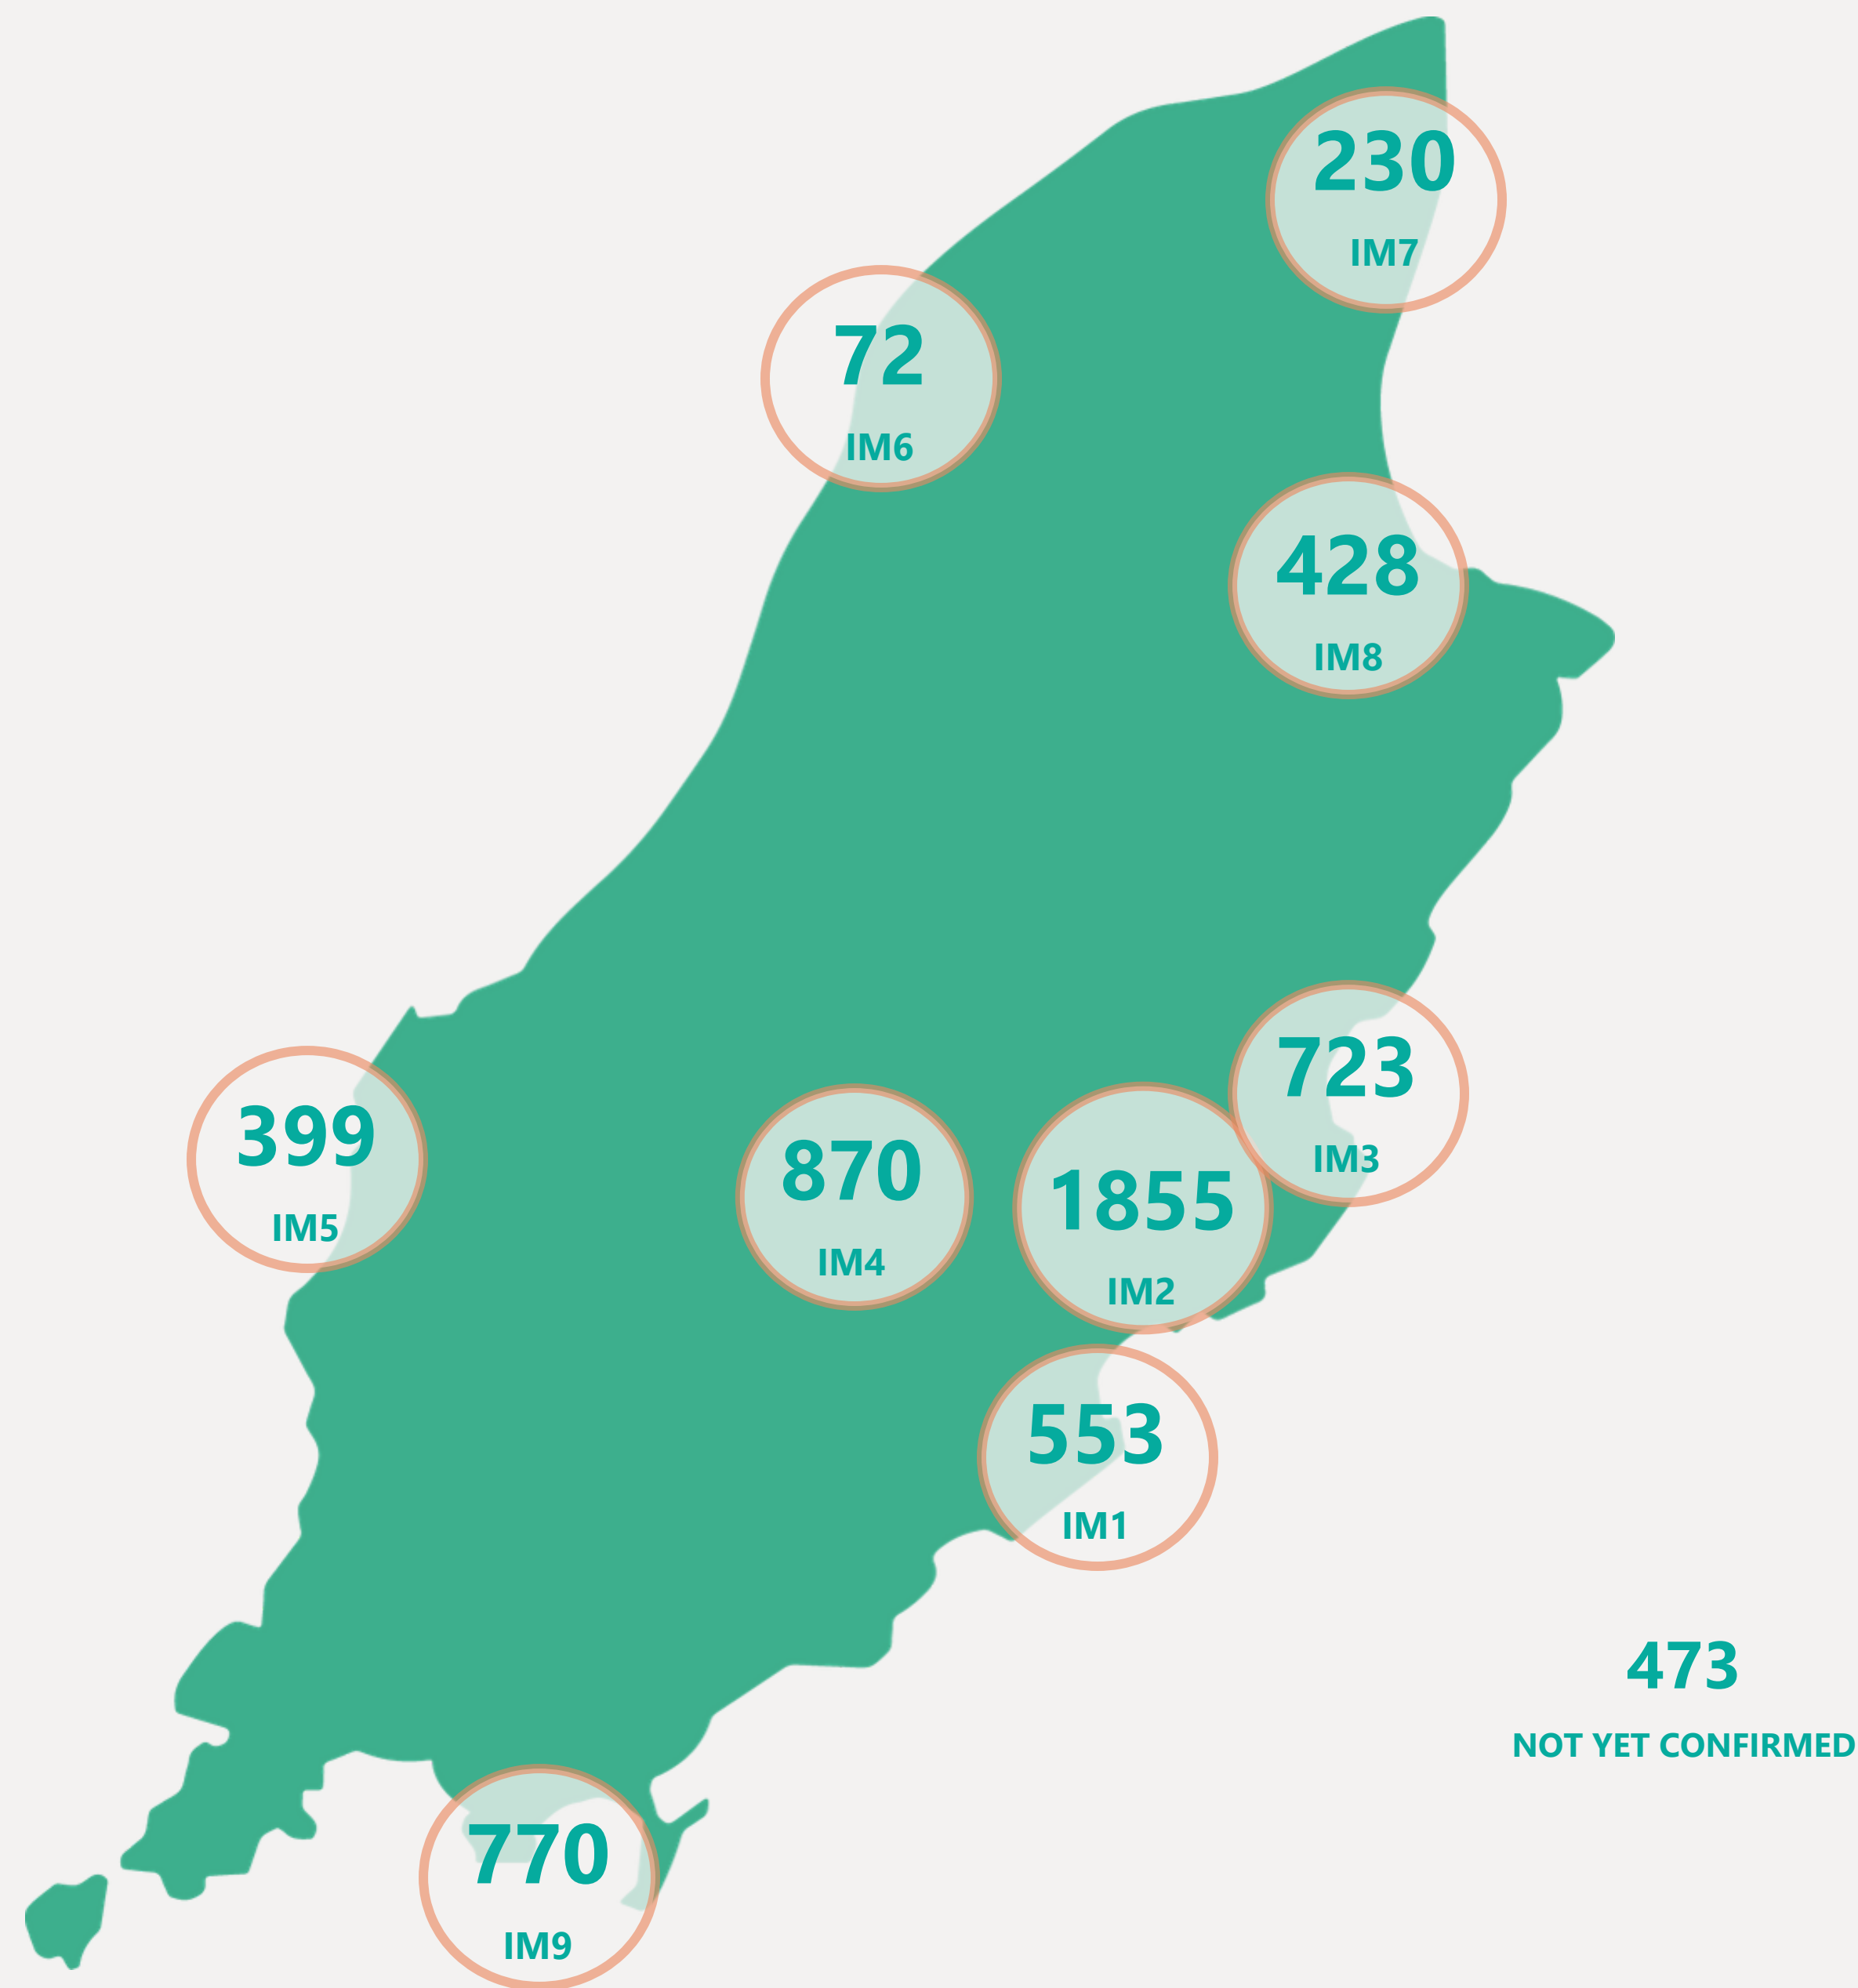 230
IM7
72
IM6
428
IM8
723
IM3
399
IM5
870
IM4
1855
IM2
553
IM1
473
NOT YET CONFIRMED
770
IM9